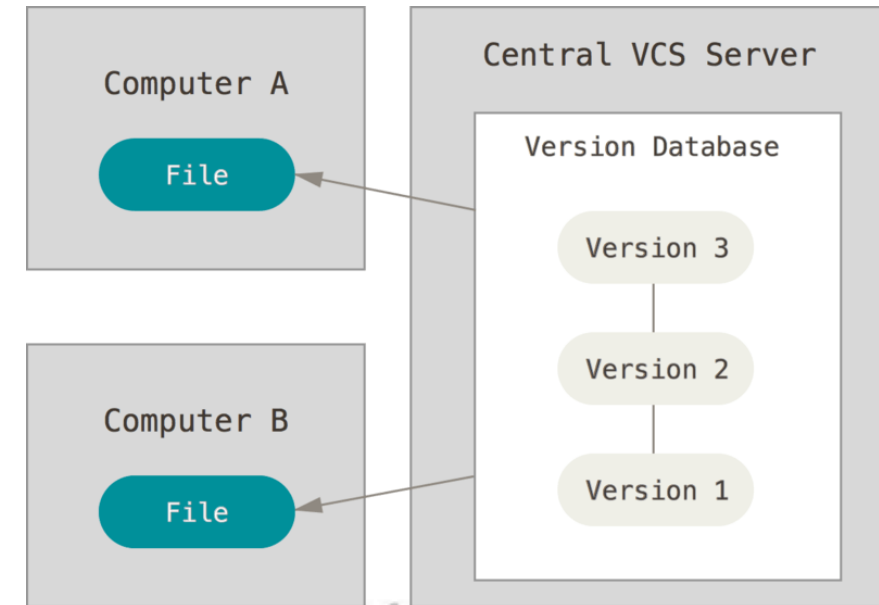 Computer A
File
Computer B
File
Central VCS Server
Version Database
Version 3
Version 2
Version 1